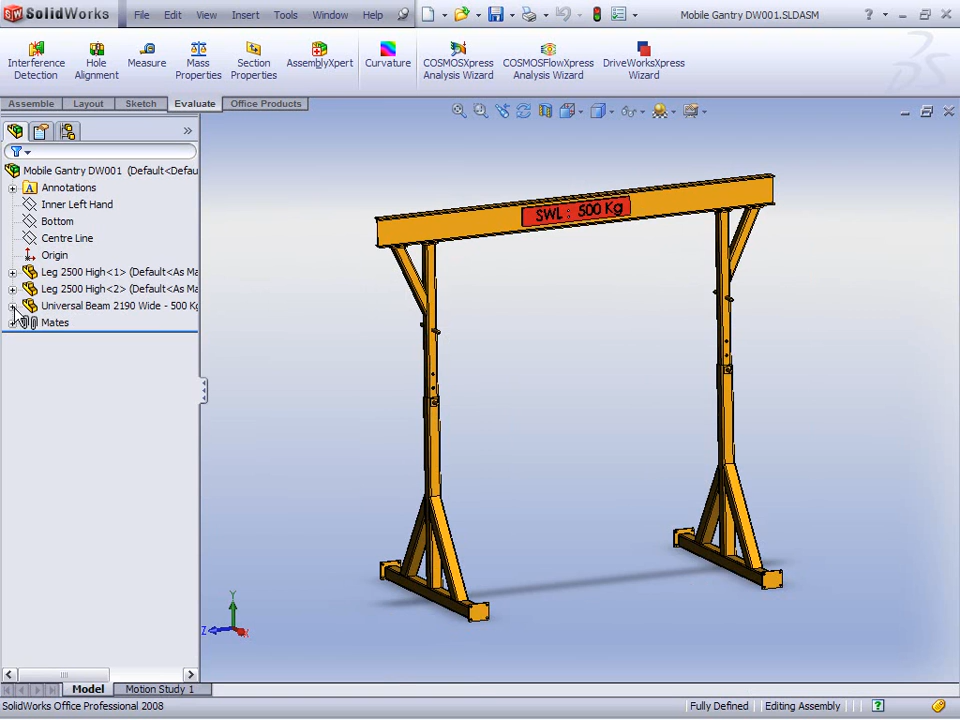 SolidWorks File Edit View Insert Tools Window Help Mobile Gantry DW001.SLDASM
Interference Detection
Hole Alignment
Measure
Mass Properties
Section Properties
AssemblyXpert
Curvature
COSMOSXpress Analysis Wizard
COSMOSFlowXpress Analysis Wizard
DriveWorksXpress Wizard
Assemble Layout Sketch Evaluate Office Products
Mobile Gantry DW001 (Default<Defau
Annotations
Inner Left Hand
Bottom
Centre Line
Origin
Leg 2500 High<1> (Default<As Ma
Leg 2500 High<2> (Default<As Ma
Universal Beam 2190 Wide - 500 Kg
Mates
SWL : 500 Kg
Y
Z
X
Model Motion Study 1
SolidWorks Office Professional 2008 Fully Defined Editing Assembly